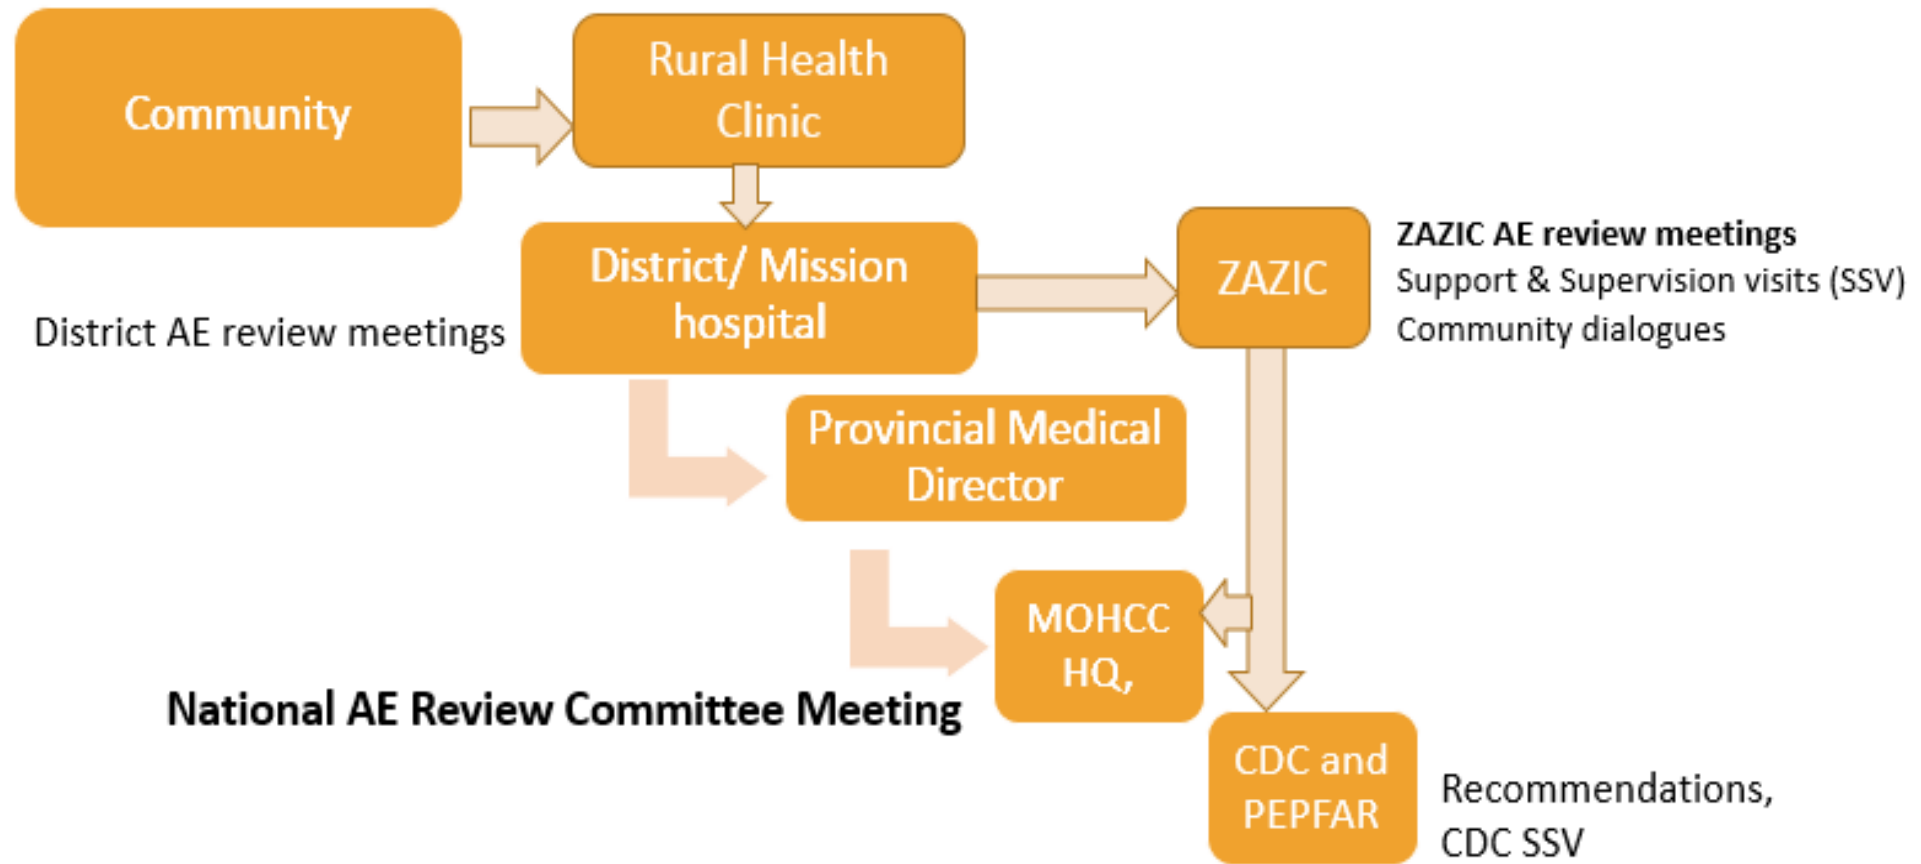 Community
Rural Health
Clinic
District/ Mission
hospital
District AE review meetings
ZAZIC
ZAZIC AE review meetings
Support & Supervision visits (SSV)
Community dialogues
Provincial Medical
Director
MOHCC
HQ,
National AE Review Committee Meeting
CDC and
PEPFAR
Recommendations,
CDC SSV